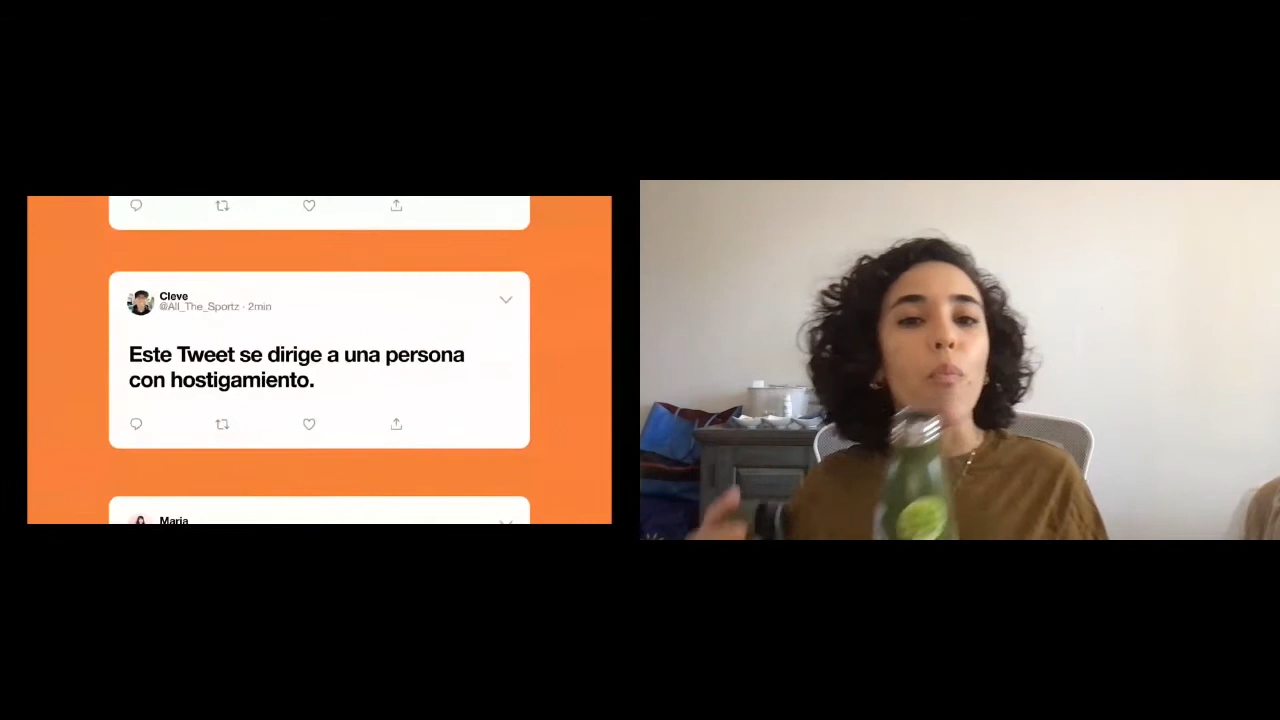 Cleve
@All_The_Sportz · 2min
Este Tweet se dirige a una persona
con hostigamiento.
Maria